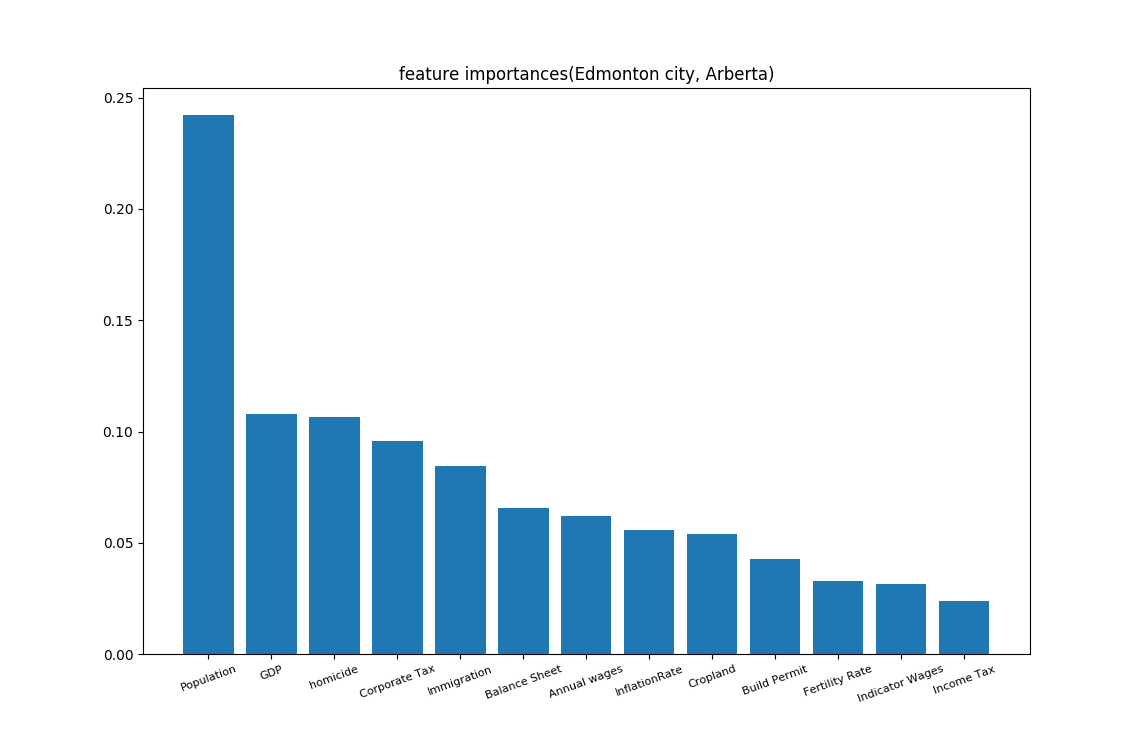 feature importances(Edmonton city, Arberta)
0.25
0.20
0.15
0.10
0.05
0.00
Population
GDP
homicide
Corporate Tax
Immigration
Balance Sheet
Annual wages
InflationRate
Cropland
Build Permit
Fertility Rate
Indicator Wages
Income Tax